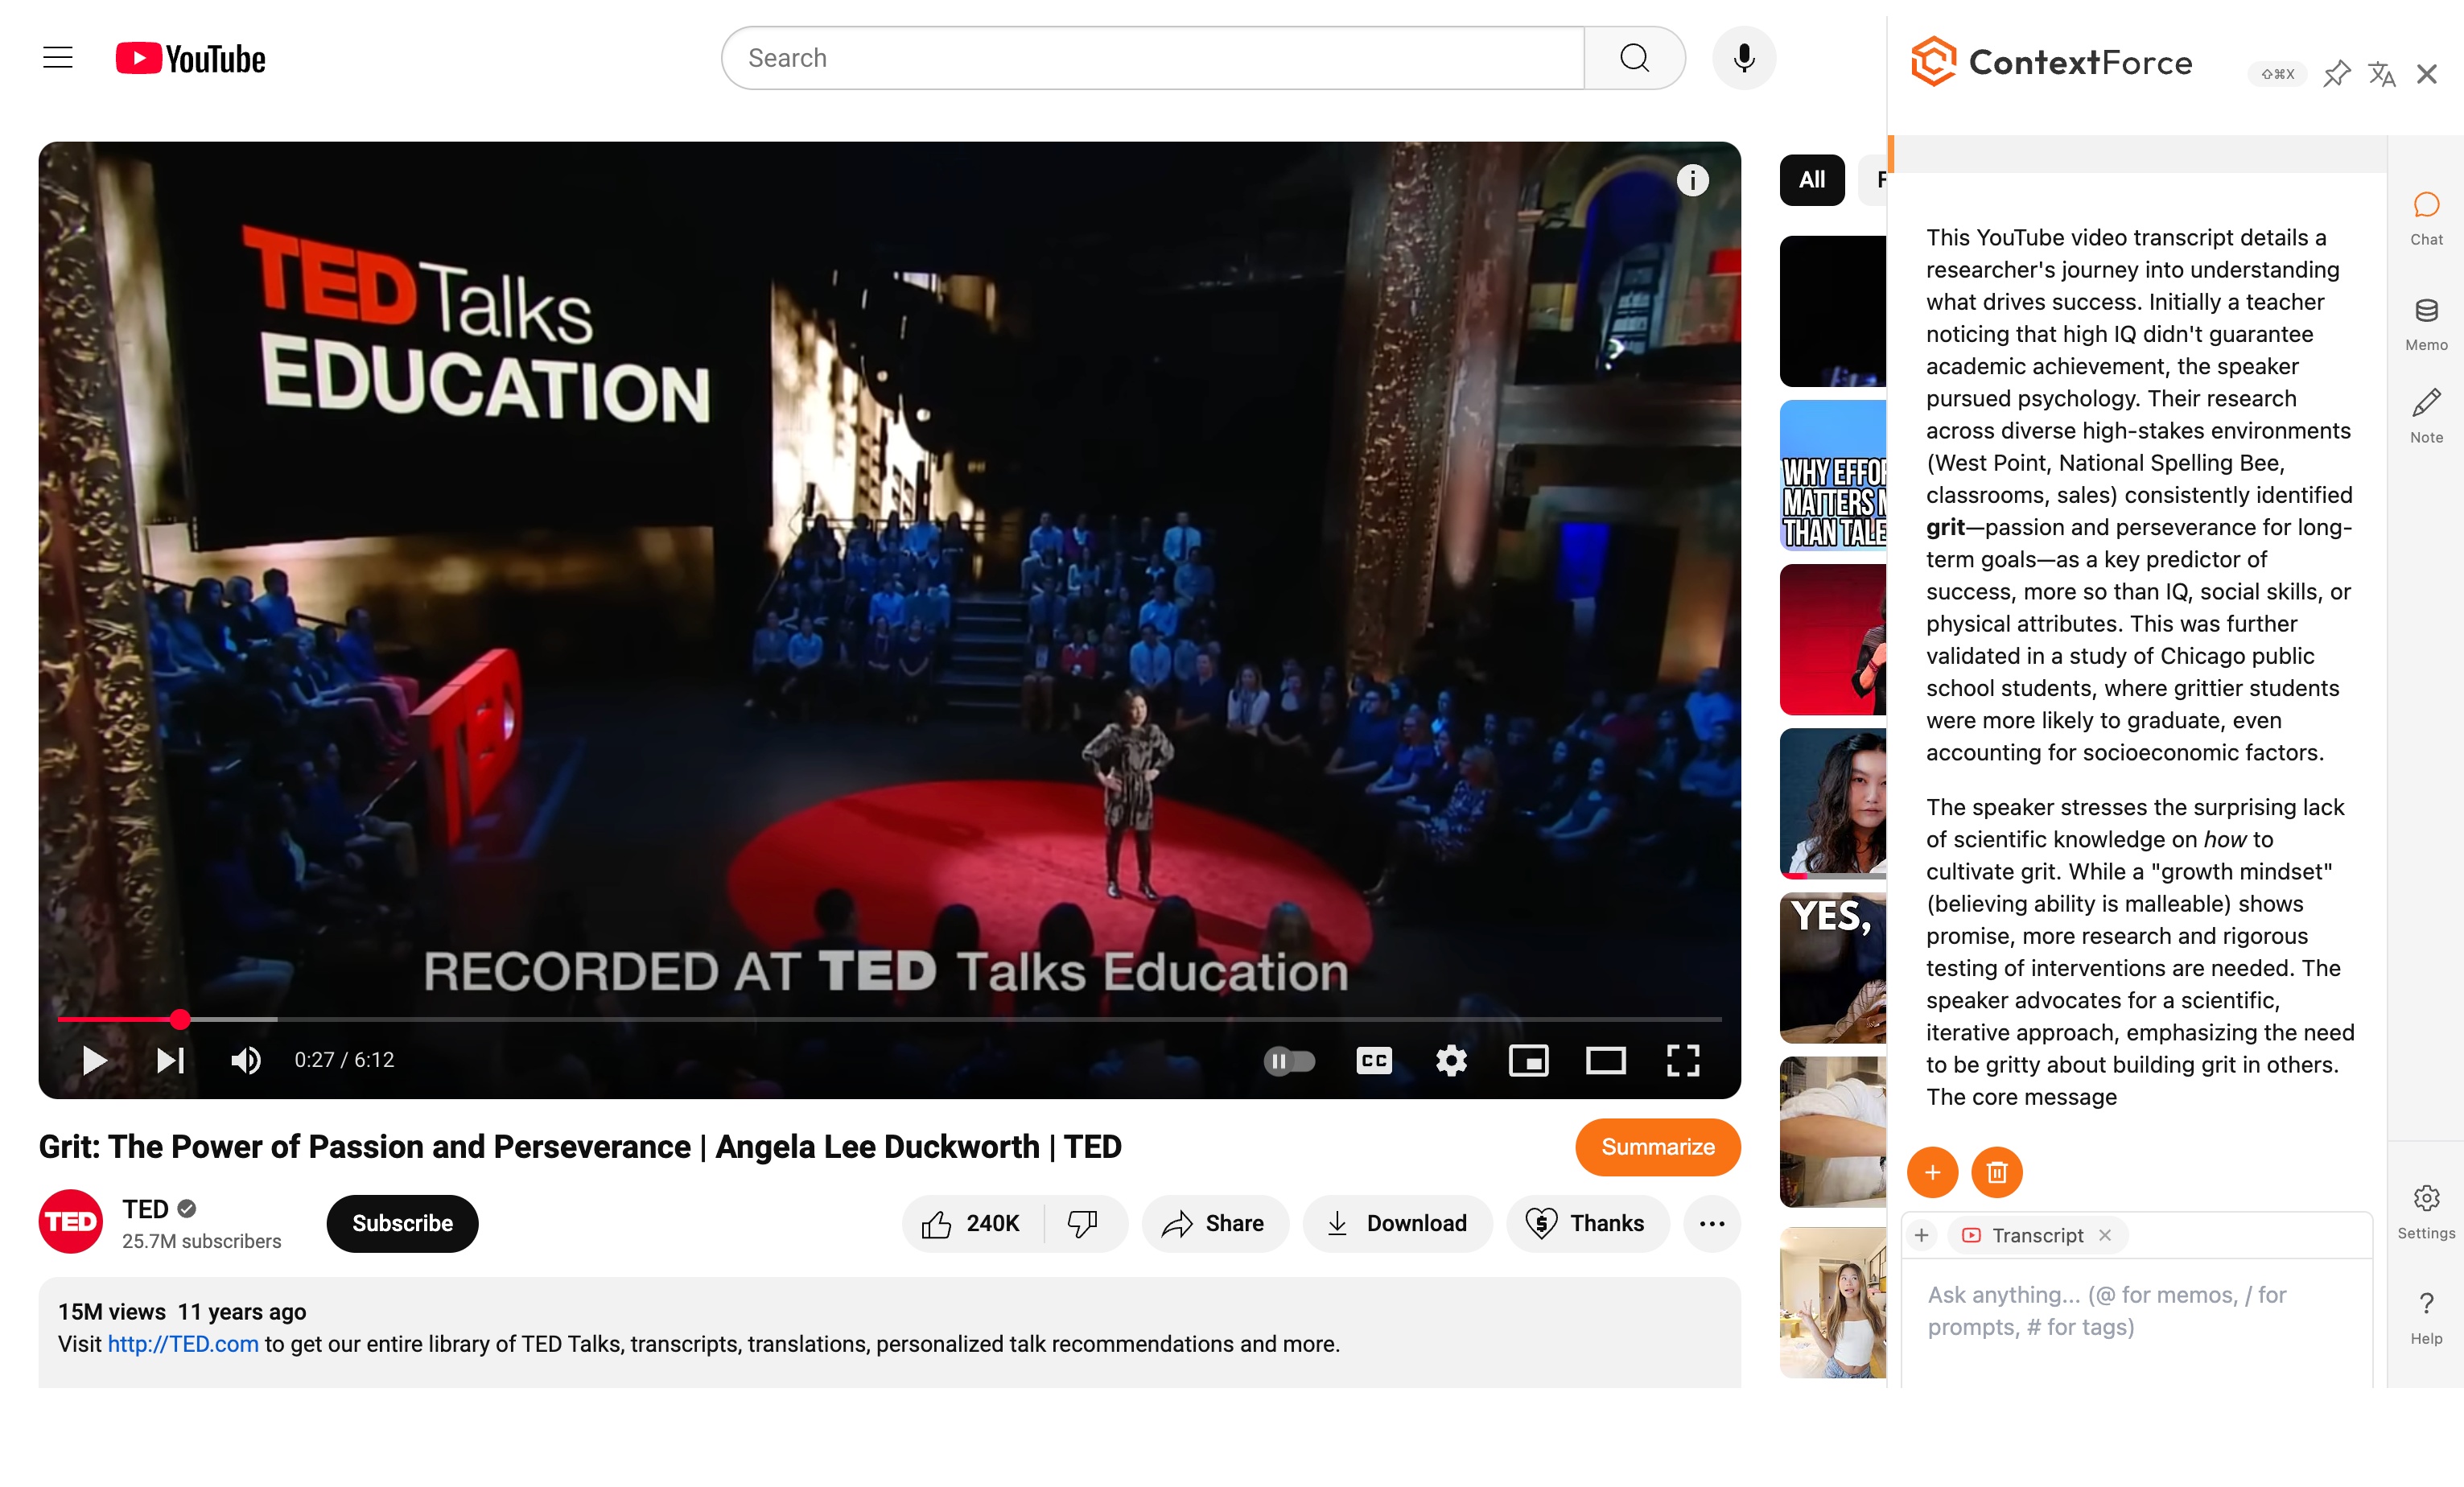 YouTube
Search
ContextForce
⇧⌘X
TED Talks
EDUCATION
TED
RECORDED AT TED Talks Education
0:27 / 6:12
CC
All
WHY EFFOR
MATTERS M
THAN TALE
YES,
Grit: The Power of Passion and Perseverance | Angela Lee Duckworth | TED
Summarize
TED
TED
25.7M subscribers
Subscribe
240K
Share
Download
Thanks
15M views 11 years ago
Visit http://TED.com to get our entire library of TED Talks, transcripts, translations, personalized talk recommendations and more.
This YouTube video transcript details a
researcher's journey into understanding
what drives success. Initially a teacher
noticing that high IQ didn't guarantee
academic achievement, the speaker
pursued psychology. Their research
across diverse high-stakes environments
(West Point, National Spelling Bee,
classrooms, sales) consistently identified
grit—passion and perseverance for long-
term goals—as a key predictor of
success, more so than IQ, social skills, or
physical attributes. This was further
validated in a study of Chicago public
school students, where grittier students
were more likely to graduate, even
accounting for socioeconomic factors.
The speaker stresses the surprising lack
of scientific knowledge on how to
cultivate grit. While a "growth mindset"
(believing ability is malleable) shows
promise, more research and rigorous
testing of interventions are needed. The
speaker advocates for a scientific,
iterative approach, emphasizing the need
to be gritty about building grit in others.
The core message
Transcript
Ask anything... (@ for memos, / for
prompts, # for tags)
Chat
Memo
Note
Settings
Help